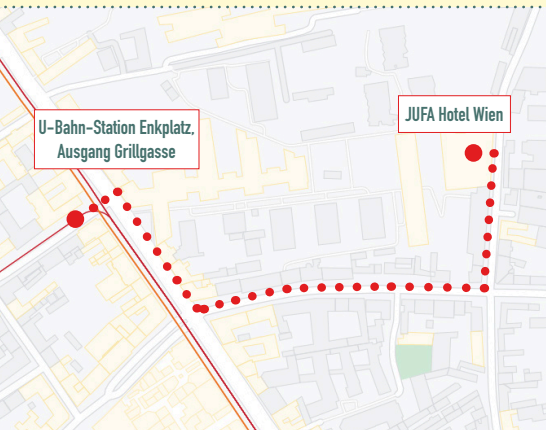 U-Bahn-Station Enkplatz,
Ausgang Grillgasse
JUFA Hotel Wien